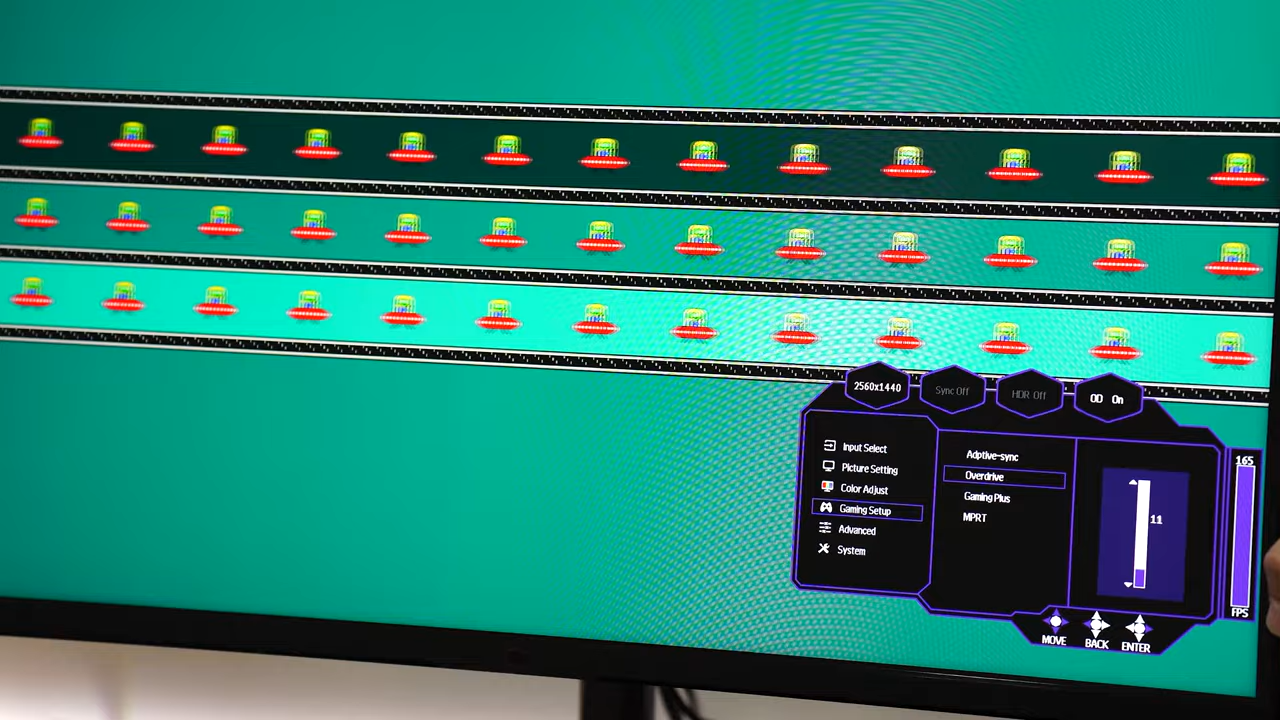 2560x1440
Sync Off
HDR Off
OD On
Input Select
Picture Setting
Color Adjust
Gaming Setup
Advanced
System
Adptive-sync
Overdrive
Gaming Plus
MPRT
11
165
FPS
MOVE
BACK
ENTER